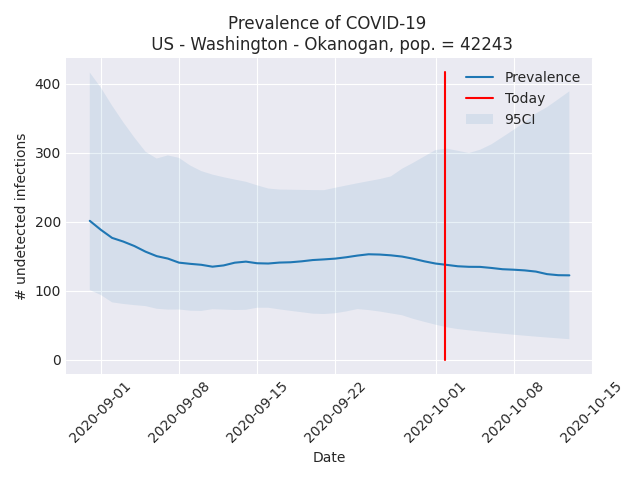 Prevalence of COVID-19
US - Washington - Okanogan, pop. = 42243
Prevalence
Today
95CI
400
300
200
100
0
# undetected infections
2020-09-01
2020-09-08
2020-09-15
2020-09-22
2020-10-01
2020-10-08
2020-10-15
Date